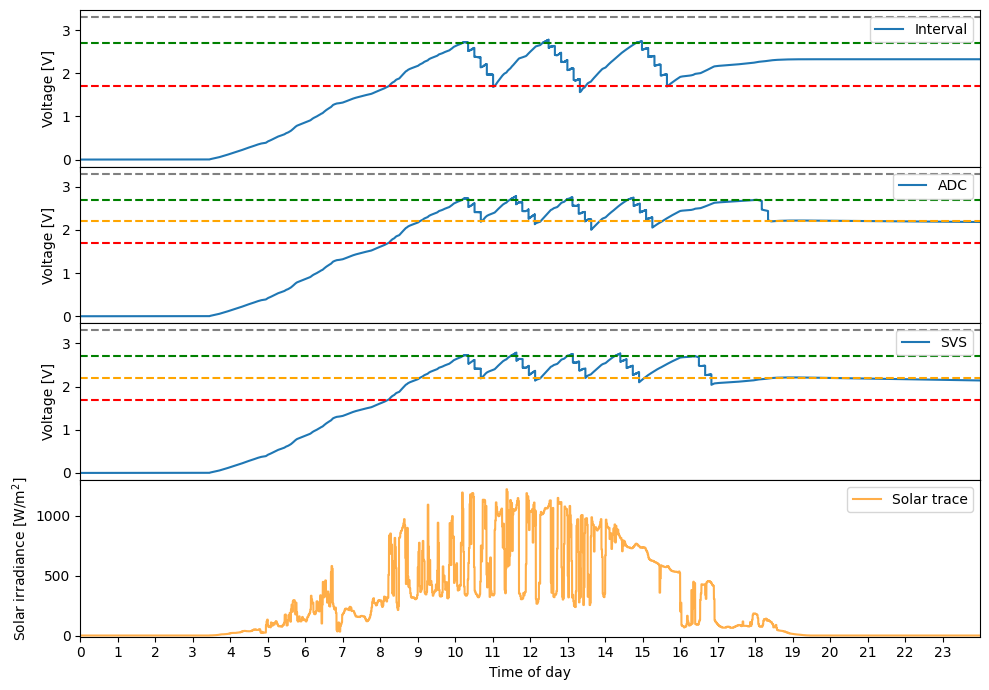 Voltage [V]
3
2
1
0
Interval
Voltage [V]
3
2
1
0
ADC
Voltage [V]
3
2
1
0
SVS
Solar irradiance [W/m²]
1000
500
0
Solar trace
0 1 2 3 4 5 6 7 8 9 10 11 12 13 14 15 16 17 18 19 20 21 22 23
Time of day